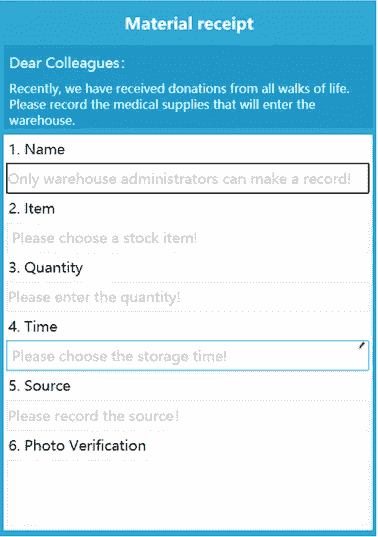 Material receipt
Dear Colleagues:
Recently, we have received donations from all walks of life.
Please record the medical supplies that will enter the
warehouse.
1. Name
Only warehouse administrators can make a record!
2. Item
Please choose a stock item!
3. Quantity
Please enter the quantity!
4. Time
Please choose the storage time!
5. Source
Please record the source!
6. Photo Verification